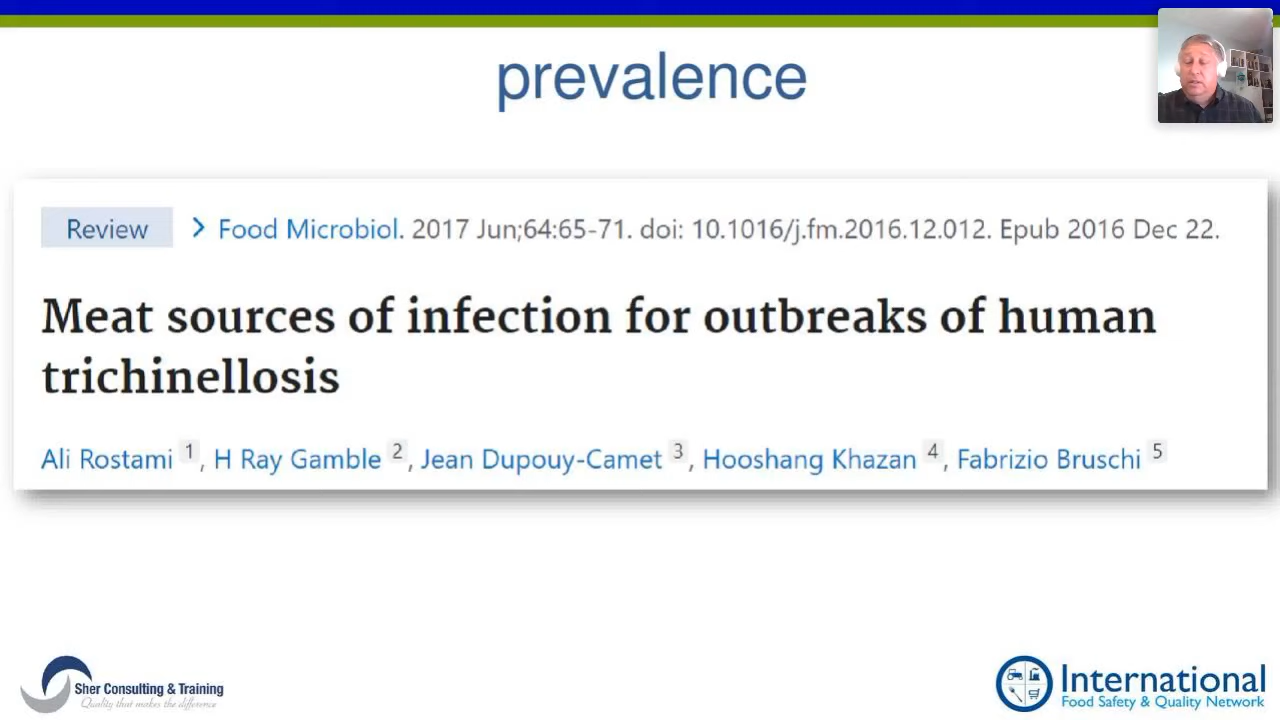 prevalence
Review > Food Microbiol. 2017 Jun;64:65-71. doi: 10.1016/j.fm.2016.12.012. Epub 2016 Dec 22.
Meat sources of infection for outbreaks of human
trichinellosis
Ali Rostami 1, H Ray Gamble 2, Jean Dupouy-Camet 3, Hooshang Khazan 4, Fabrizio Bruschi 5
Sher Consulting & Training
Quality that makes the difference
International
Food Safety & Quality Network